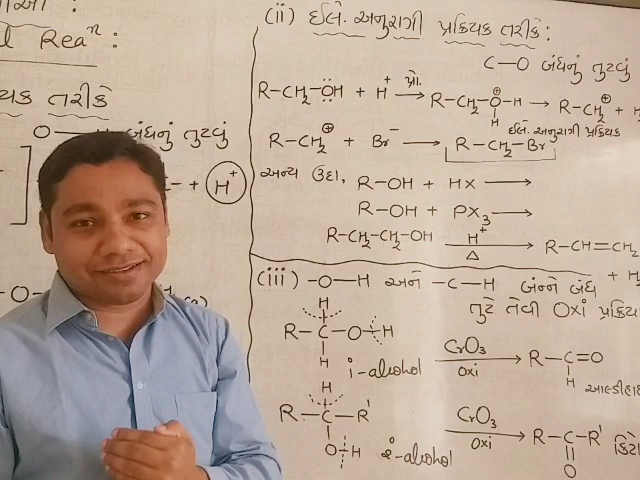 l Reaⁿ :
તરીકે
O — બંધનું તૂટવું
+ H⁺
(ii) ઈલે. અનુરાગી પ્રક્રિયક તરીકે :
C—O બંધનું તુટવું
R–CH₂–ÖH + H⁺ —પ્રો.→ R–CH₂–O⊕–H → R–CH₂⊕ + H
H
ઈલે. અનુરાગી પ્રક્રિયક
R–CH₂⊕ + Br⁻ → R–CH₂–Br
અન્ય ઉદા, R–OH + HX →
R–OH + PX₃ →
R–CH₂–CH₂–OH —H⁺/Δ→ R–CH=CH₂
+ H
(iii) –O–H અને –C–H બંન્ને બંધ
તુટે તેવી Oxi પ્રક્રિય
H
R–C–O–H —CrO₃/Oxi→ R–C=O
H H
1-alcohol આલ્ડીહા
H
R–C–R' —CrO₃/Oxi→ R–C–R' કિટો
O–H O
2-alcohol